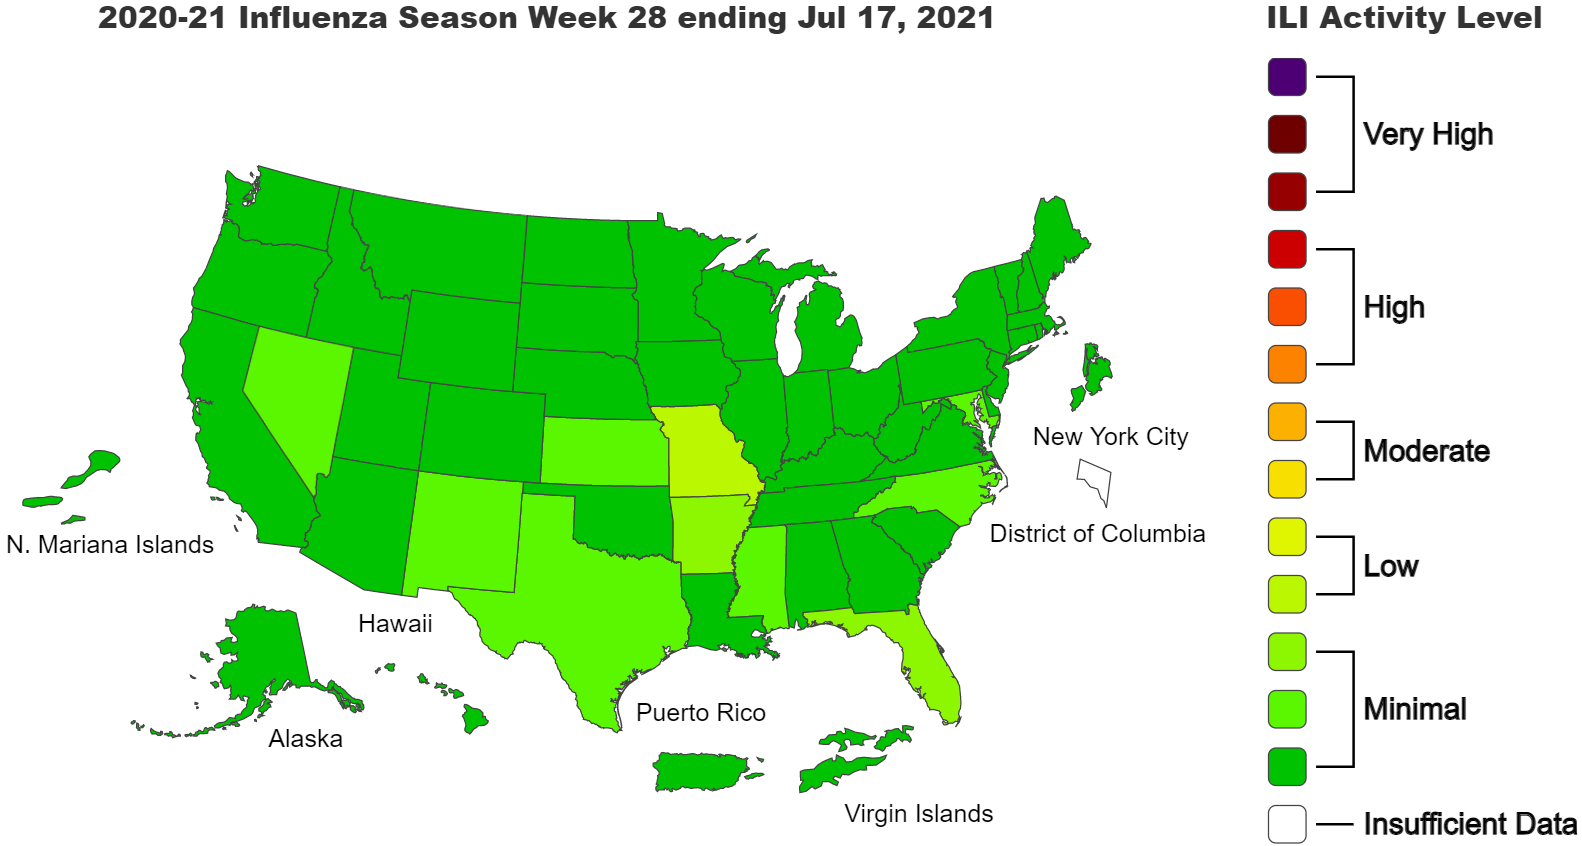 2020-21 Influenza Season Week 28 ending Jul 17, 2021
ILI Activity Level
Very High
High
Moderate
Low
Minimal
Insufficient Data
New York City
District of Columbia
N. Mariana Islands
Hawaii
Alaska
Puerto Rico
Virgin Islands